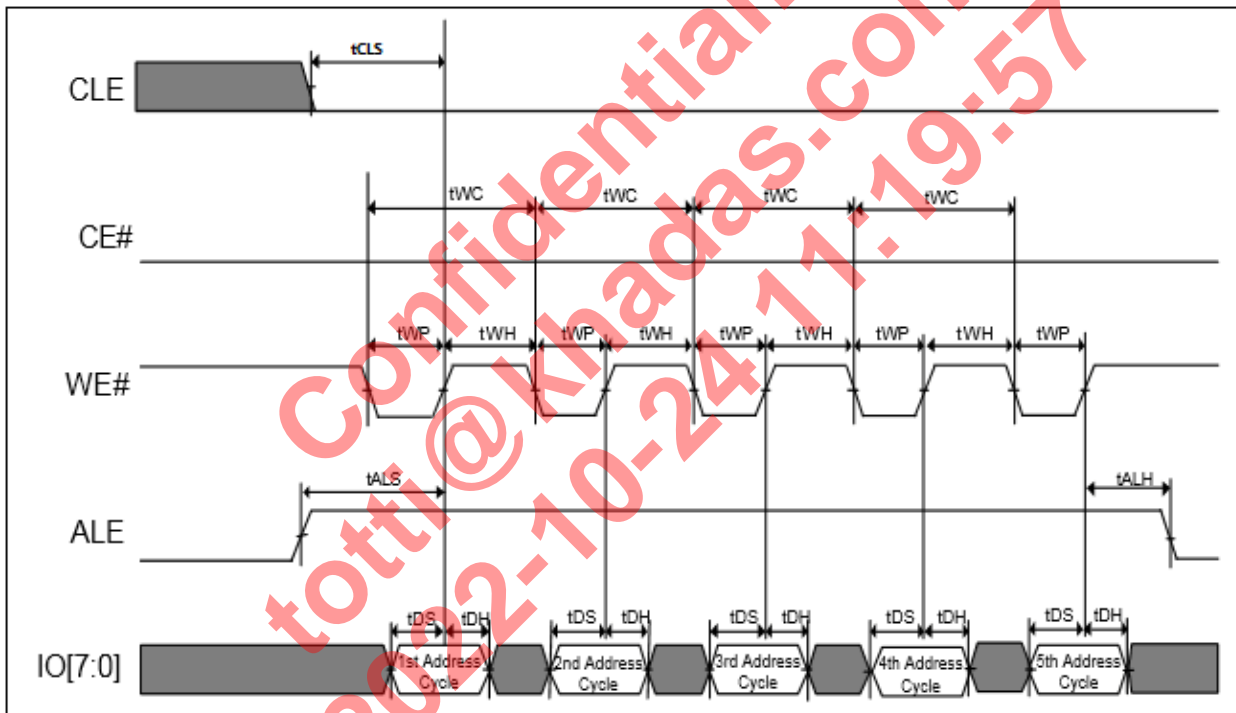 tCLS
CLE
tWC tWC tWC tWC
CE#
tWP tWH tWP tWH tWP tWH tWP tWH tWP
WE#
tALS tALH
ALE
tDS tDH tDS tDH tDS tDH tDS tDH tDS tDH
IO[7:0]
1st Address Cycle
2nd Address Cycle
3rd Address Cycle
4th Address Cycle
5th Address Cycle
Confidential
totti@khadas.com
2022-10-24 11:19:57